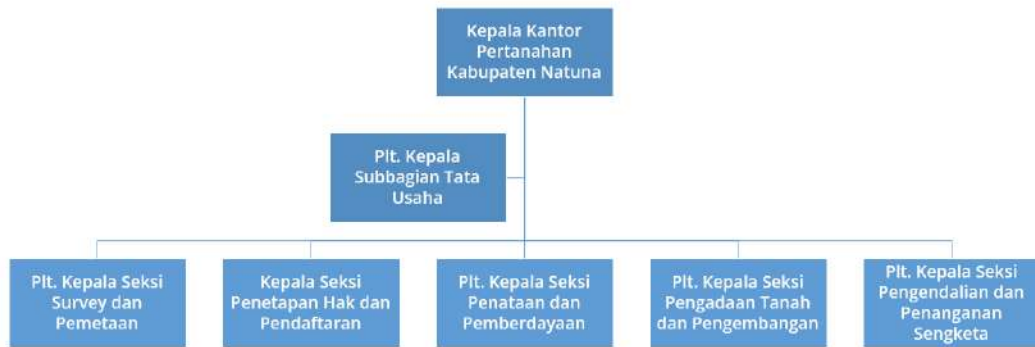 Kepala Kantor
Pertanahan
Kabupaten Natuna
Plt. Kepala
Subbagian Tata
Usaha
Plt. Kepala Seksi
Survey dan
Pemetaan
Kepala Seksi
Penetapan Hak dan
Pendaftaran
Plt. Kepala Seksi
Penataan dan
Pemberdayaan
Plt. Kepala Seksi
Pengadaan Tanah
dan Pengembangan
Plt. Kepala Seksi
Pengendalian dan
Penanganan
Sengketa